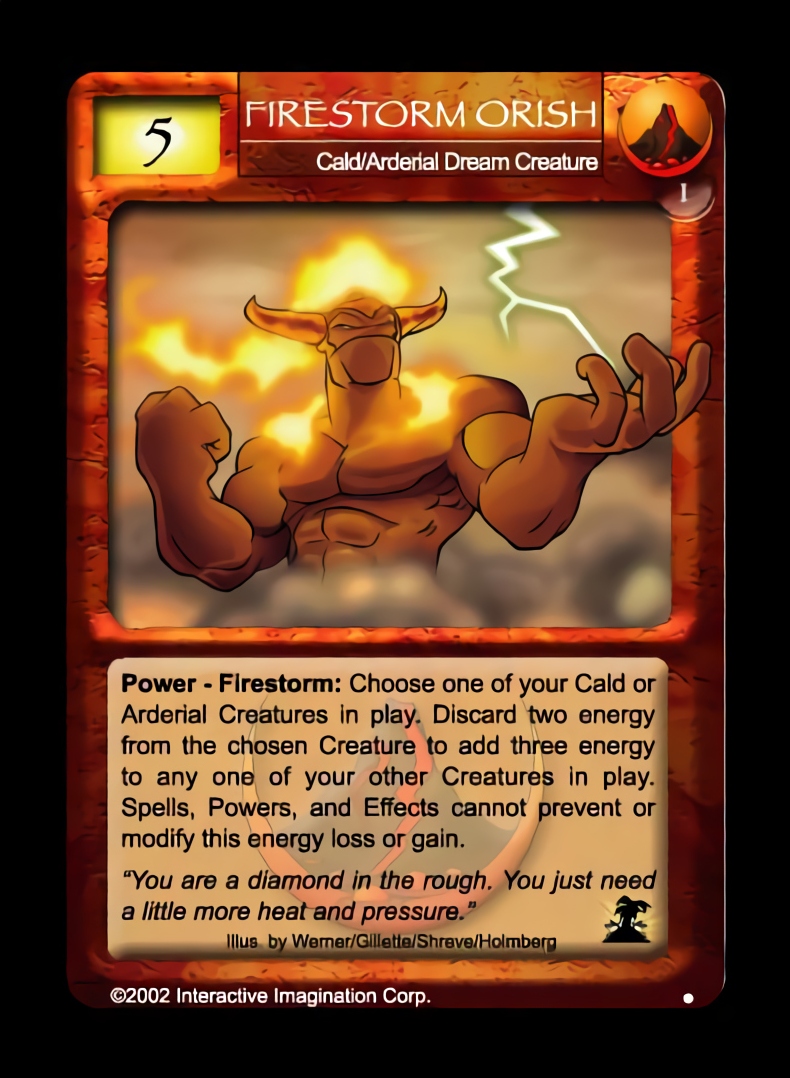 5
FIRESTORM ORISH
Cald/Arderial Dream Creature
1
Power - Firestorm: Choose one of your Cald or
Arderial Creatures in play. Discard two energy
from the chosen Creature to add three energy
to any one of your other Creatures in play.
Spells, Powers, and Effects cannot prevent or
modify this energy loss or gain.
“You are a diamond in the rough. You just need
a little more heat and pressure.”
Illus by Werner/Gillette/Shreve/Holmberg
©2002 Interactive Imagination Corp.